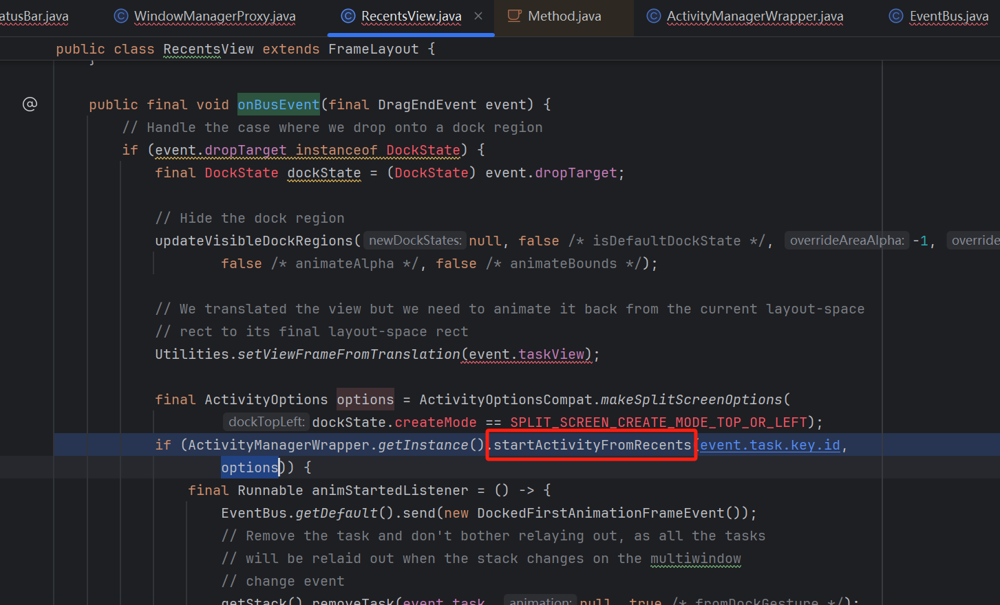 atusBar.java WindowManagerProxy.java RecentsView.java Method.java ActivityManagerWrapper.java EventBus.java
public class RecentsView extends FrameLayout {
}
public final void onBusEvent(final DragEndEvent event) {
// Handle the case where we drop onto a dock region
if (event.dropTarget instanceof DockState) {
final DockState dockState = (DockState) event.dropTarget;
// Hide the dock region
updateVisibleDockRegions( newDockStates: null, false /* isDefaultDockState */, overrideAreaAlpha: -1, override
false /* animateAlpha */, false /* animateBounds */);
// We translated the view but we need to animate it back from the current layout-space
// rect to its final layout-space rect
Utilities.setViewFrameFromTranslation(event.taskView);
final ActivityOptions options = ActivityOptionsCompat.makeSplitScreenOptions(
dockTopLeft: dockState.createMode == SPLIT_SCREEN_CREATE_MODE_TOP_OR_LEFT);
if (ActivityManagerWrapper.getInstance().startActivityFromRecents(event.task.key.id,
options)) {
final Runnable animStartedListener = () -> {
EventBus.getDefault().send(new DockedFirstAnimationFrameEvent());
// Remove the task and don't bother relaying out, as all the tasks
// will be relaid out when the stack changes on the multiwindow
// change event
getStack().removeTask(event.task, animation: null, true /* fromDockGesture */);